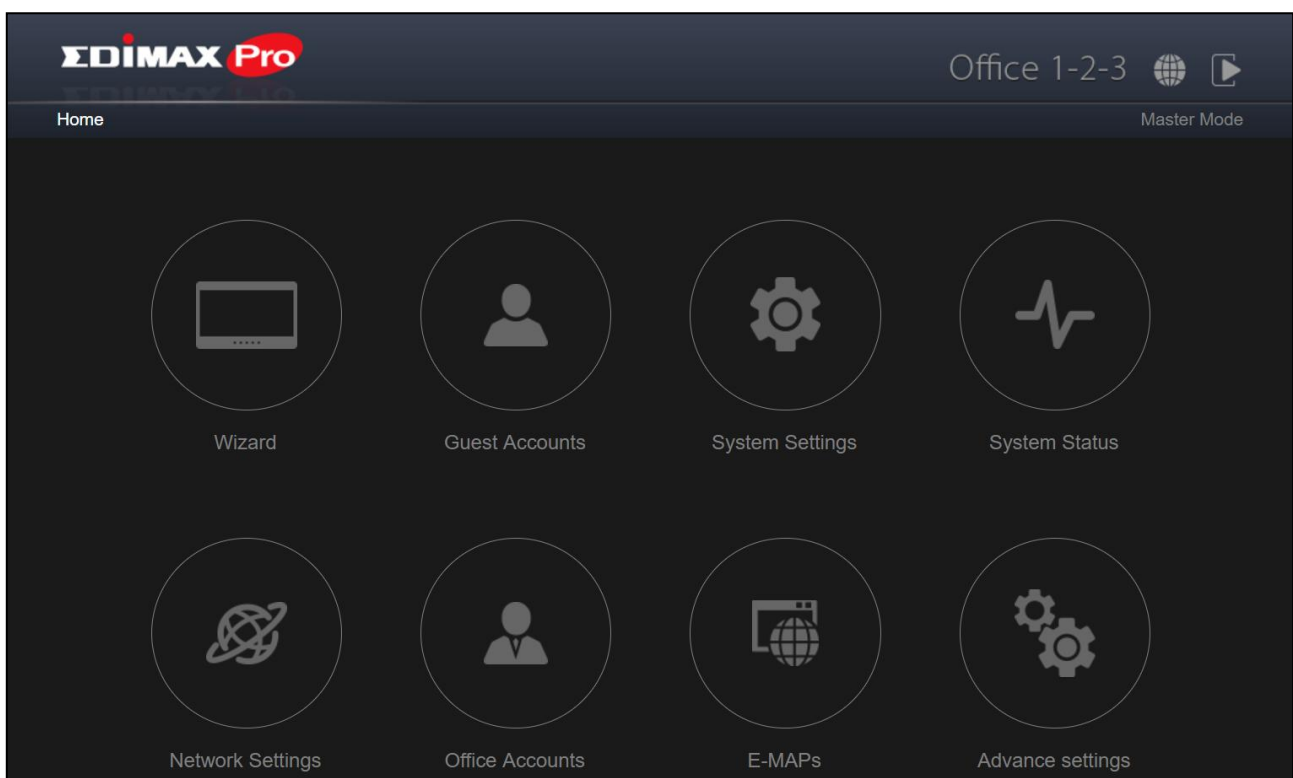 ΣDIMAX Pro
Office 1-2-3
Home
Master Mode
Wizard
Guest Accounts
System Settings
System Status
Network Settings
Office Accounts
E-MAPs
Advance settings